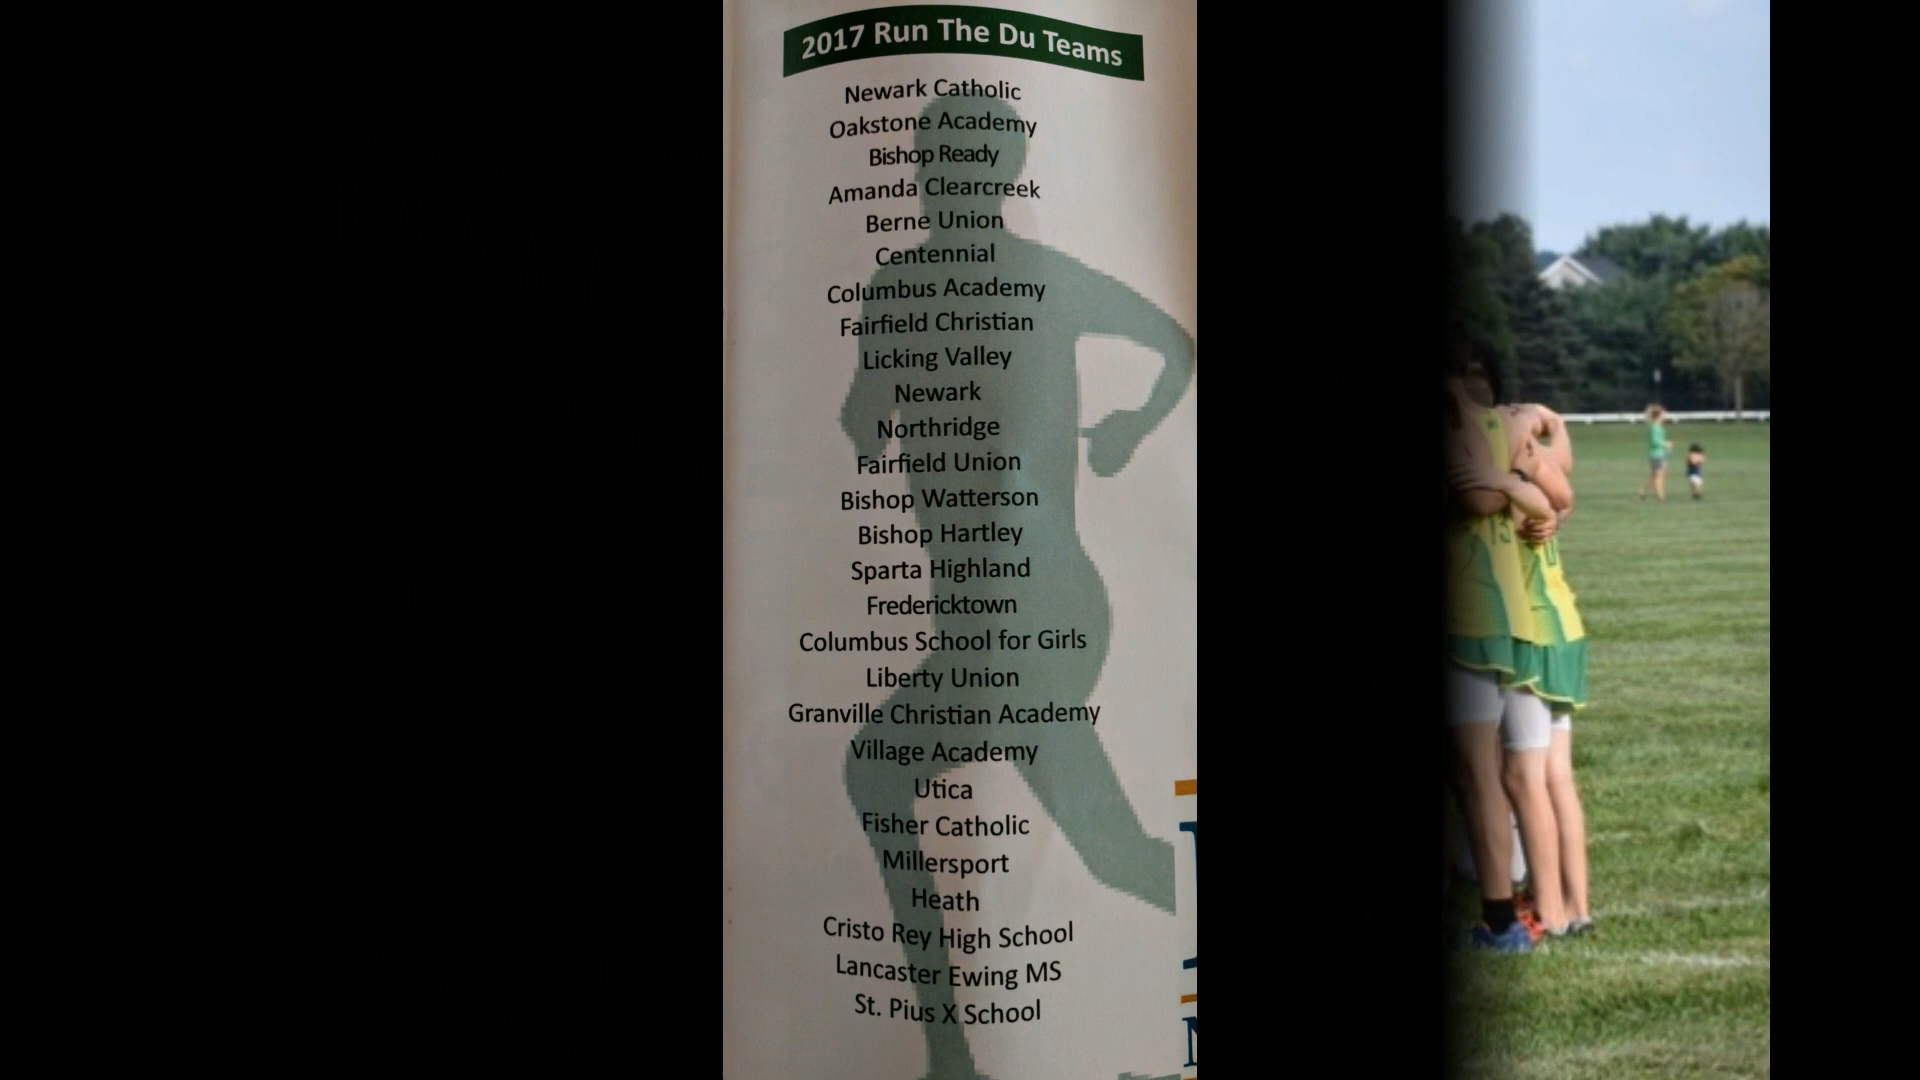 2017 Run The Du Teams
Newark Catholic
Oakstone Academy
Bishop Ready
Amanda Clearcreek
Berne Union
Centennial
Columbus Academy
Fairfield Christian
Licking Valley
Newark
Northridge
Fairfield Union
Bishop Watterson
Bishop Hartley
Sparta Highland
Fredericktown
Columbus School for Girls
Liberty Union
Granville Christian Academy
Village Academy
Utica
Fisher Catholic
Millersport
Heath
Cristo Rey High School
Lancaster Ewing MS
St. Pius X School